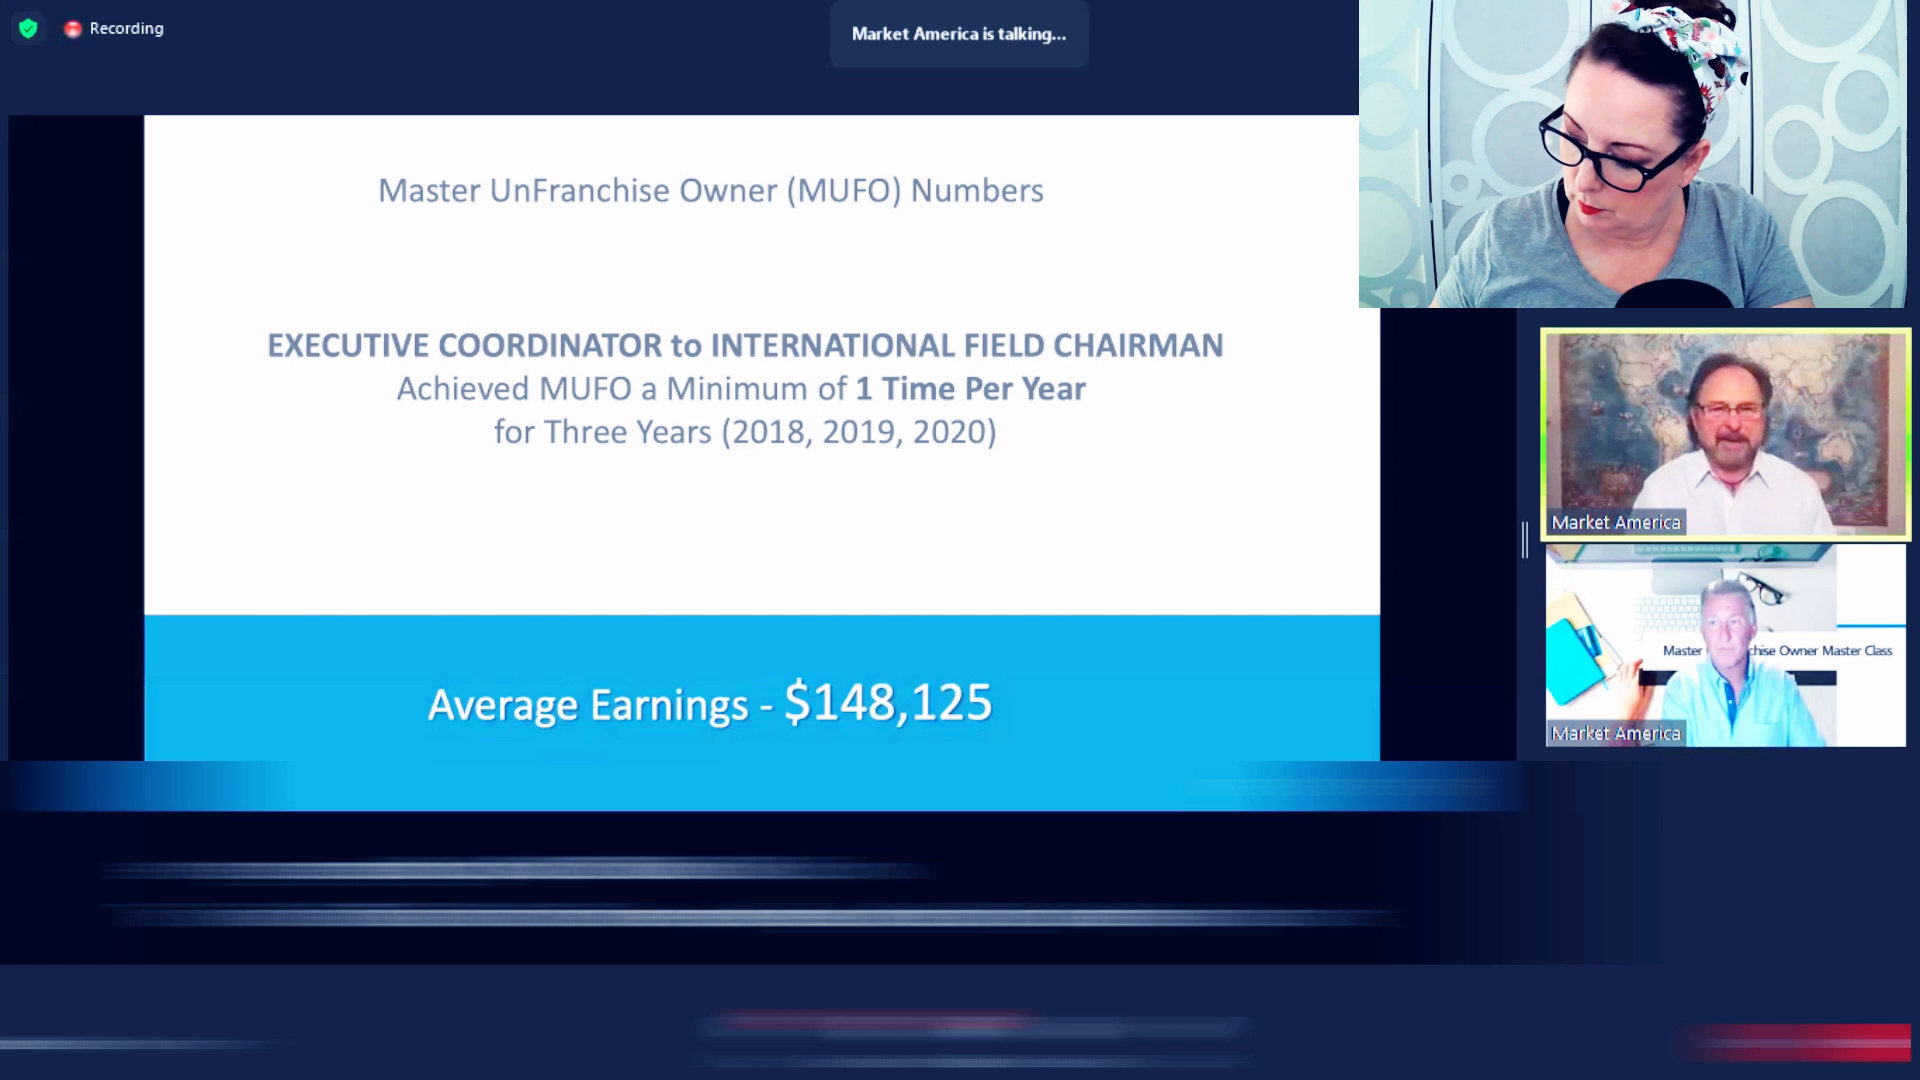 Recording
Market America is talking...
Master UnFranchise Owner (MUFO) Numbers
EXECUTIVE COORDINATOR to INTERNATIONAL FIELD CHAIRMAN
Achieved MUFO a Minimum of 1 Time Per Year
for Three Years (2018, 2019, 2020)
Average Earnings - $148,125
Market America
Master chise Owner Master Class
Market America